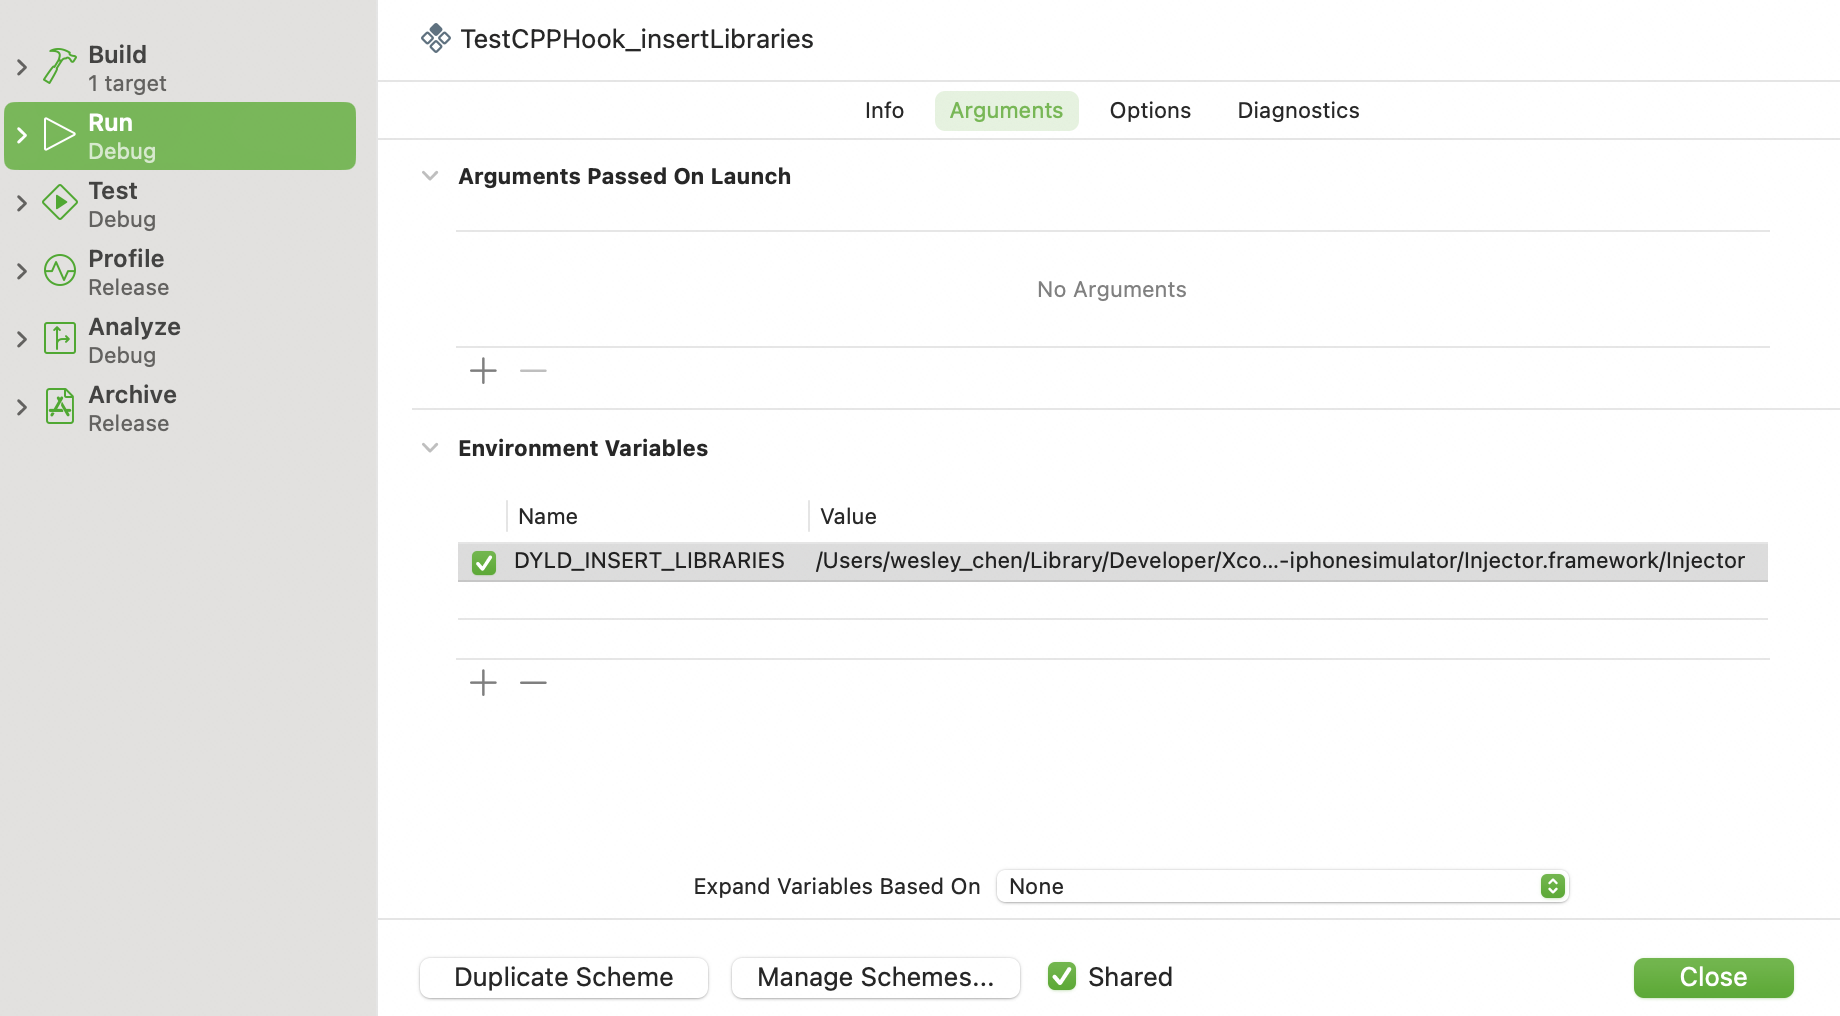 Build
1 target
Run
Debug
Test
Debug
Profile
Release
Analyze
Debug
Archive
Release
TestCPPHook_insertLibraries
Info Arguments Options Diagnostics
Arguments Passed On Launch
No Arguments
Environment Variables
Name Value
DYLD_INSERT_LIBRARIES /Users/wesley_chen/Library/Developer/Xco...-iphonesimulator/Injector.framework/Injector
Expand Variables Based On None
Duplicate Scheme Manage Schemes... Shared Close